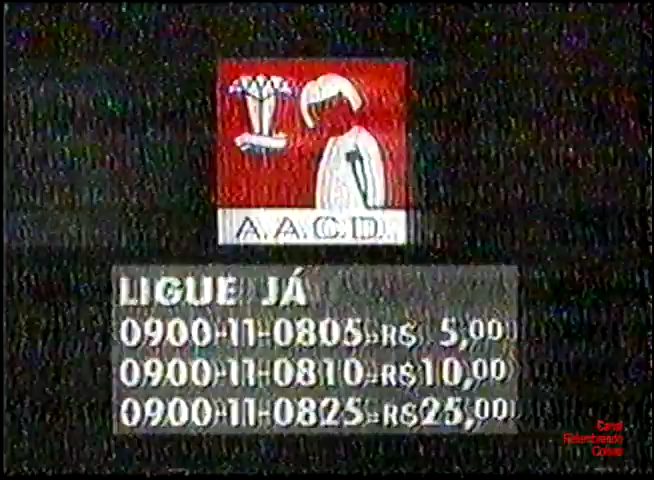 A.A.C.D.
LIGUE JÁ
0900-11-0805-R$ 5,00
0900-11-0810-R$10,00
0900-11-0825-R$25,00
Canal
Relembrando
Coisas